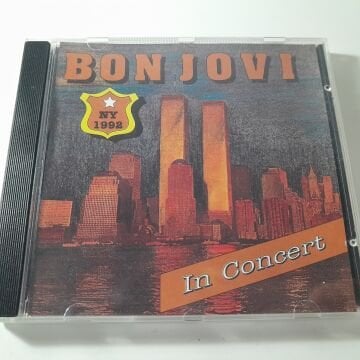 BON JOVI
NY
1992
In Concert